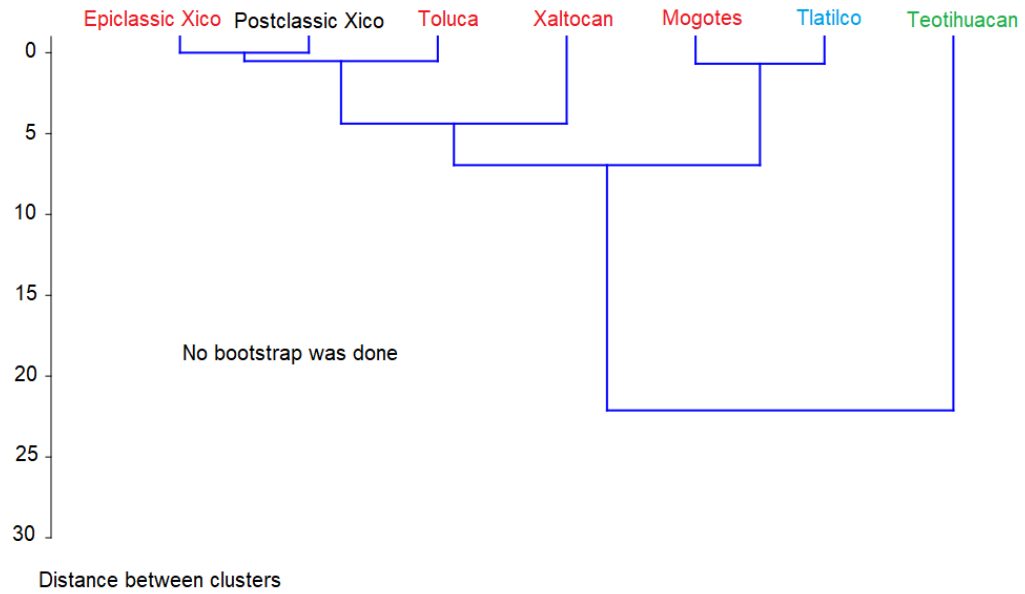 Epiclassic Xico Postclassic Xico Toluca Xaltocan Mogotes Tlatilco Teotihuacan
0
5
10
15
No bootstrap was done
20
25
30
Distance between clusters